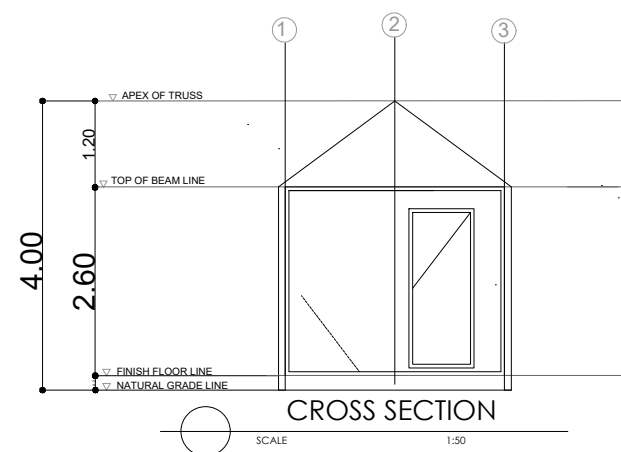 1 2 3
APEX OF TRUSS
1.20
TOP OF BEAM LINE
4.00
2.60
FINISH FLOOR LINE
NATURAL GRADE LINE
CROSS SECTION
SCALE 1:50